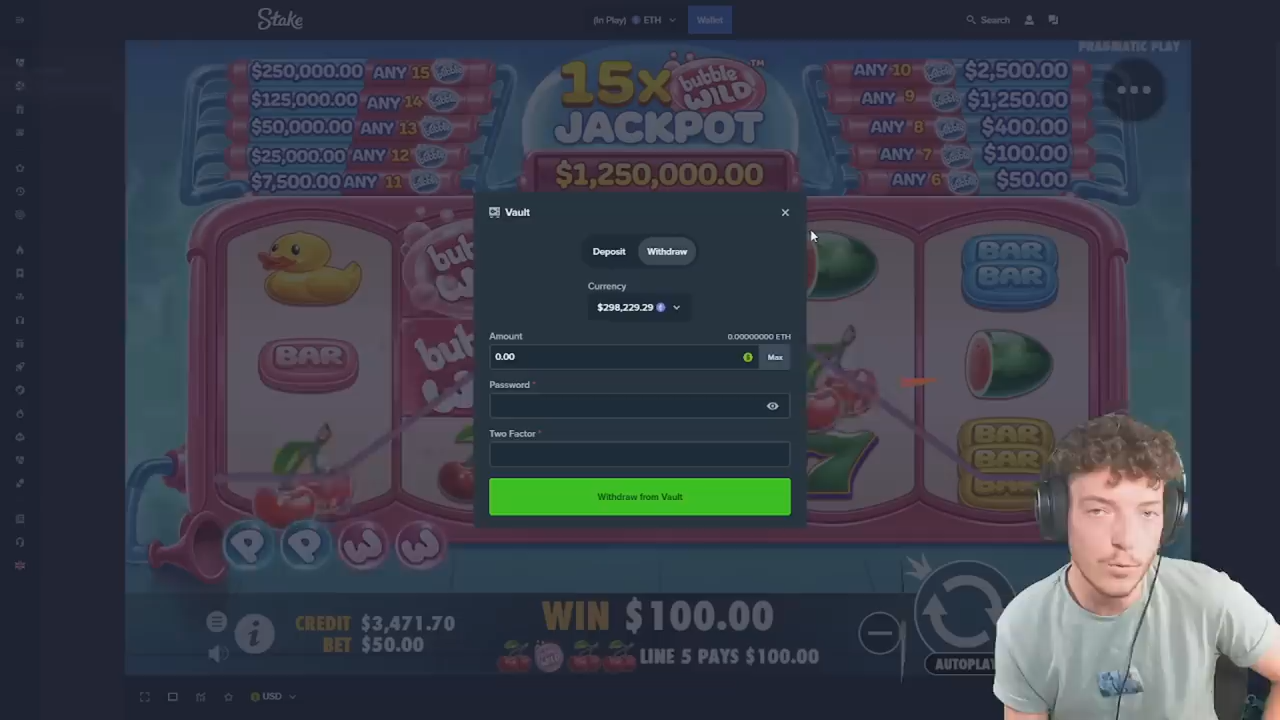 Stake
(In Play) ETH
Wallet
Search
PRAGMATIC PLAY
$250,000.00 ANY 15
$125,000.00 ANY 14
$50,000.00 ANY 13
$25,000.00 ANY 12
$7,500.00 ANY 11
15x bubble WILD™
JACKPOT
$1,250,000.00
ANY 10 $2,500.00
ANY 9 $1,250.00
ANY 8 $400.00
ANY 7 $100.00
ANY 6 $50.00
Vault
Deposit Withdraw
Currency
$298,229.29
Amount 0.00000000 ETH
0.00 Max
Password *
Two Factor *
Withdraw from Vault
BAR
BAR
BAR
BAR
BAR
P P W W
CREDIT $3,471.70
BET $50.00
WIN $100.00
LINE 5 PAYS $100.00
AUTOPLAY
USD